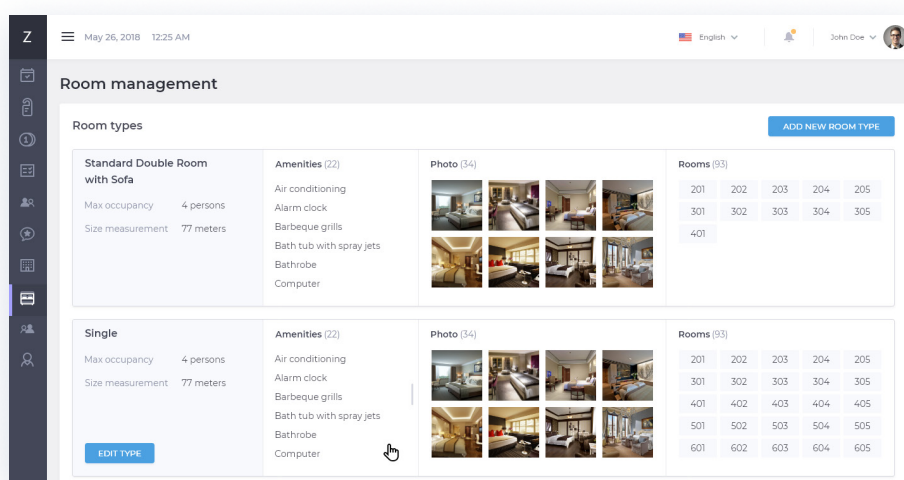 Z
May 26, 2018 12:25 AM
English
John Doe
Room management
Room types
ADD NEW ROOM TYPE
Standard Double Room
with Sofa
Max occupancy 4 persons
Size measurement 77 meters
Amenities (22)
Air conditioning
Alarm clock
Barbeque grills
Bath tub with spray jets
Bathrobe
Computer
Photo (34)
Rooms (93)
201 202 203 204 205
301 302 303 304 305
401
Single
Max occupancy 4 persons
Size measurement 77 meters
EDIT TYPE
Amenities (22)
Air conditioning
Alarm clock
Barbeque grills
Bath tub with spray jets
Bathrobe
Computer
Photo (34)
Rooms (93)
201 202 203 204 205
301 302 303 304 305
401 402 403 404 405
501 502 503 504 505
601 602 603 604 605